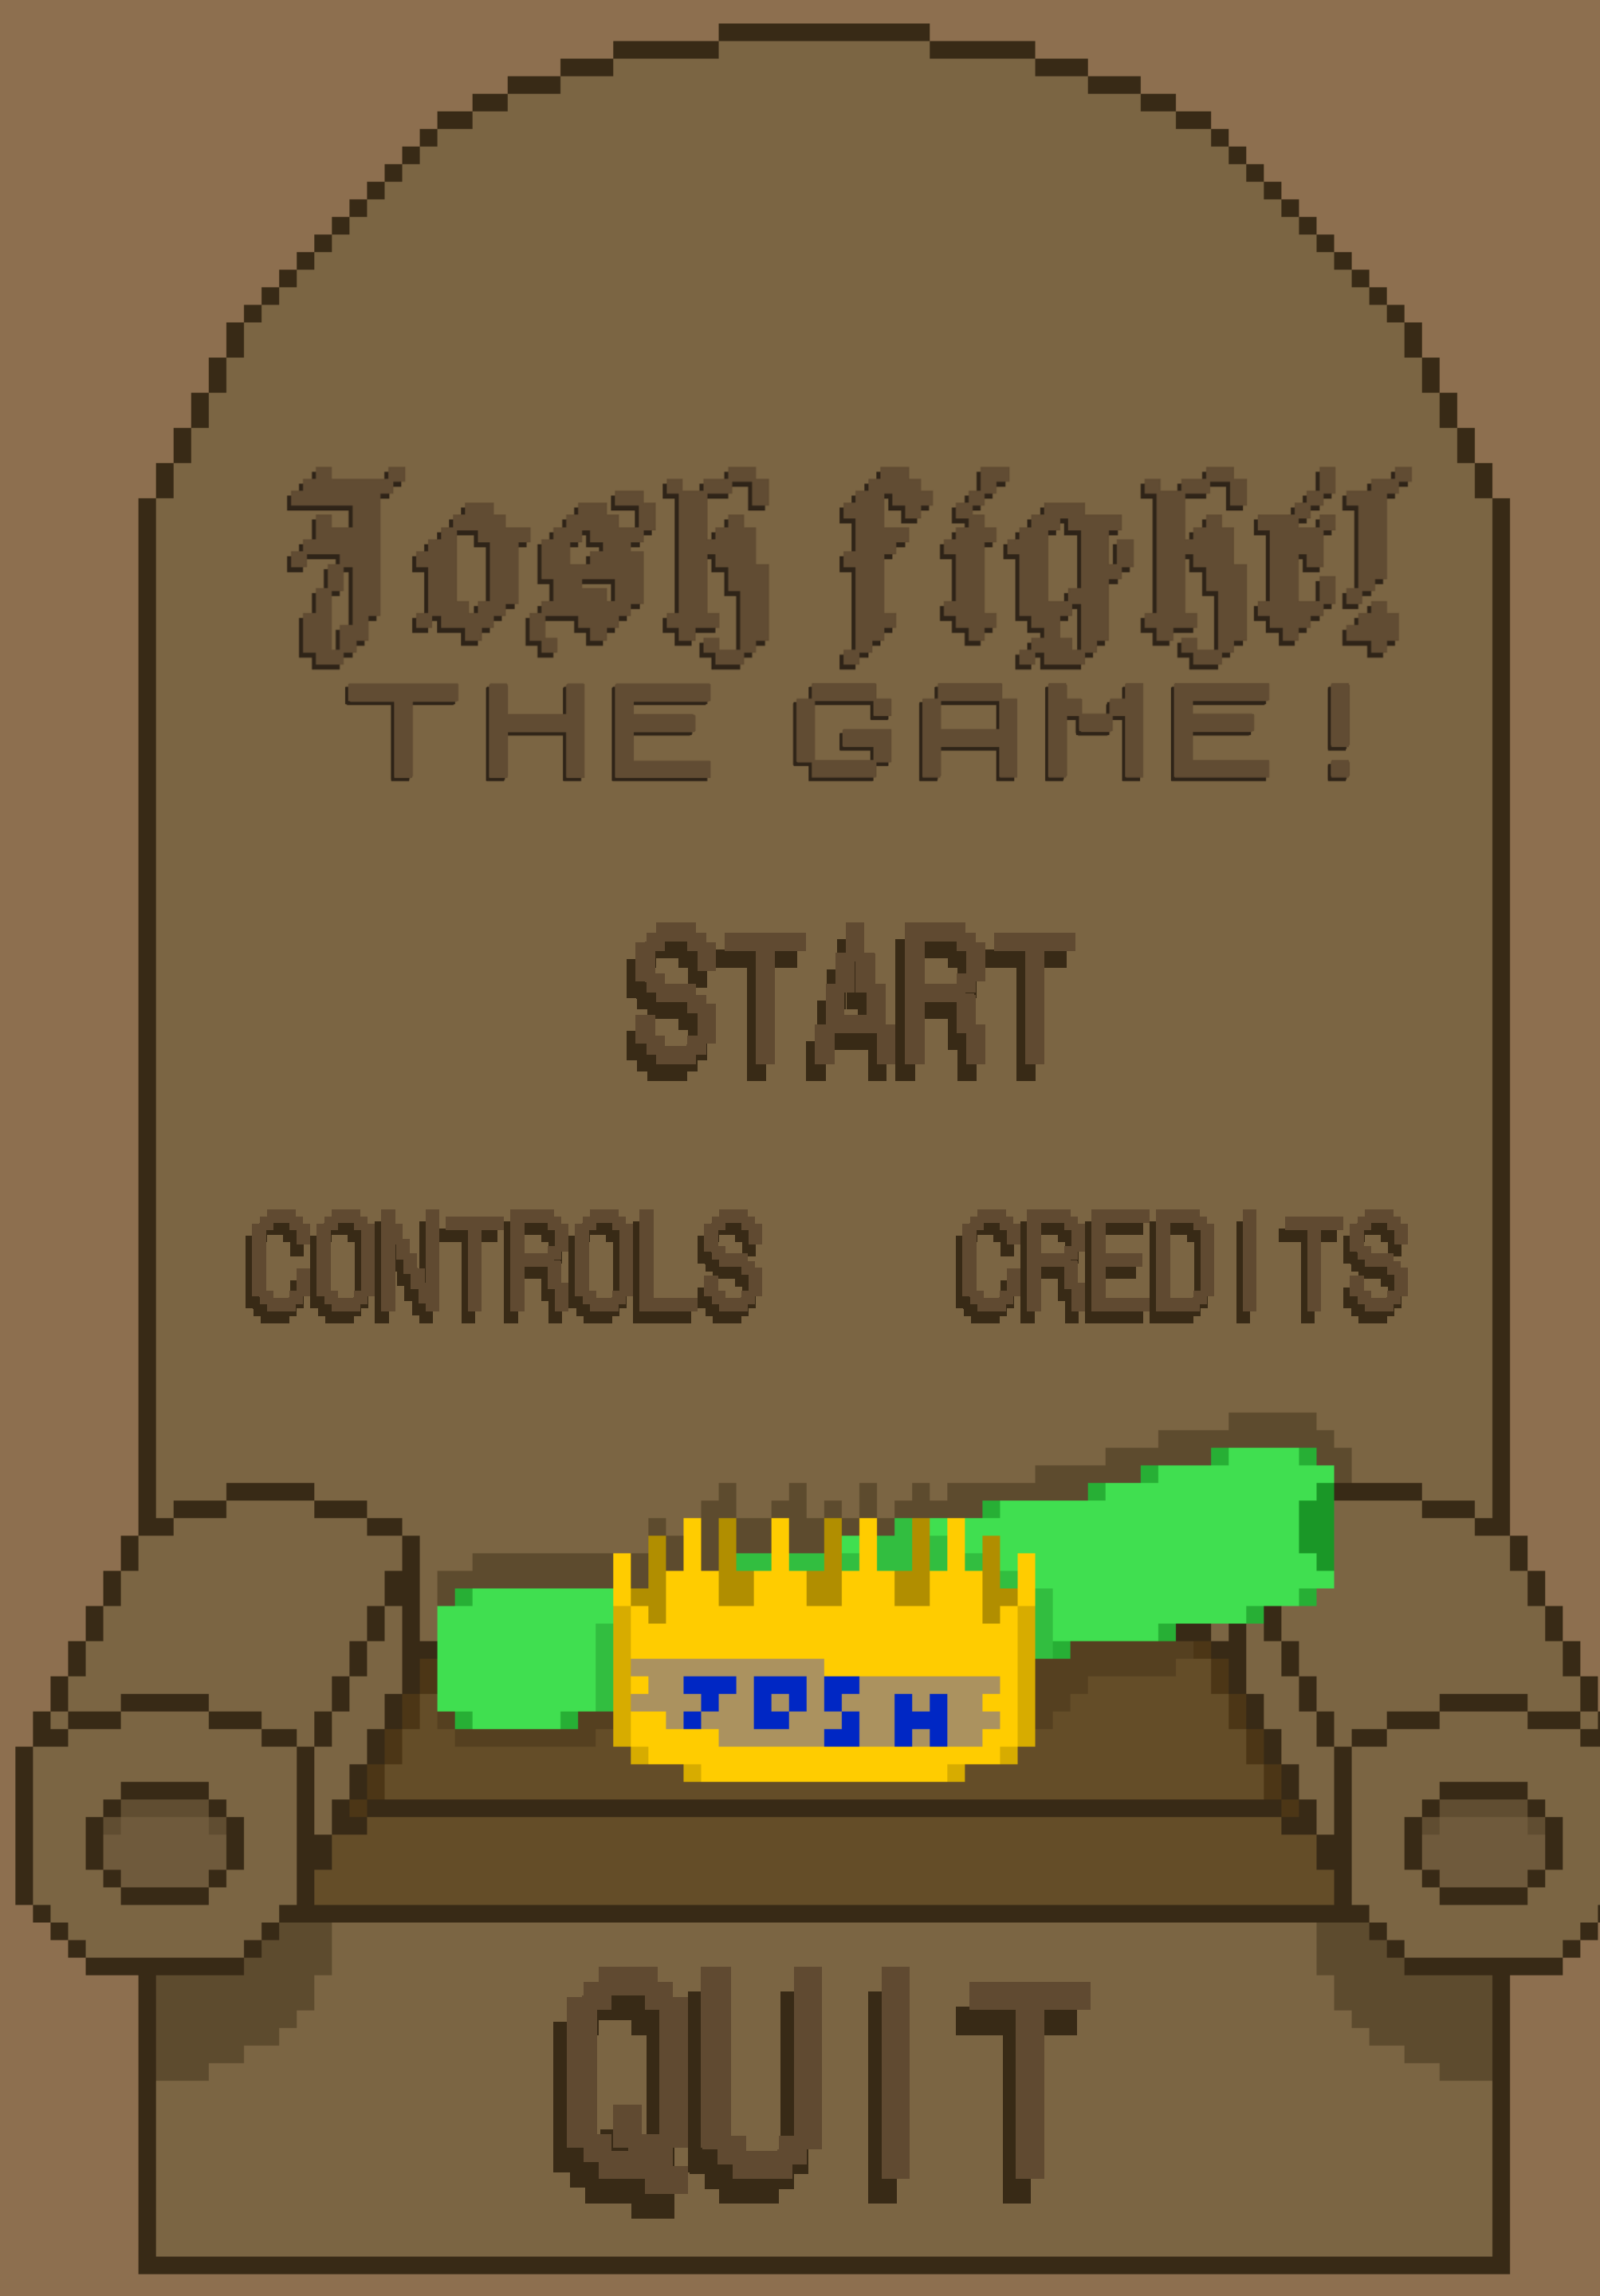 Josh fight!
THE GAME!
START
CONTROLS CREDITS
JOSH
QUIT